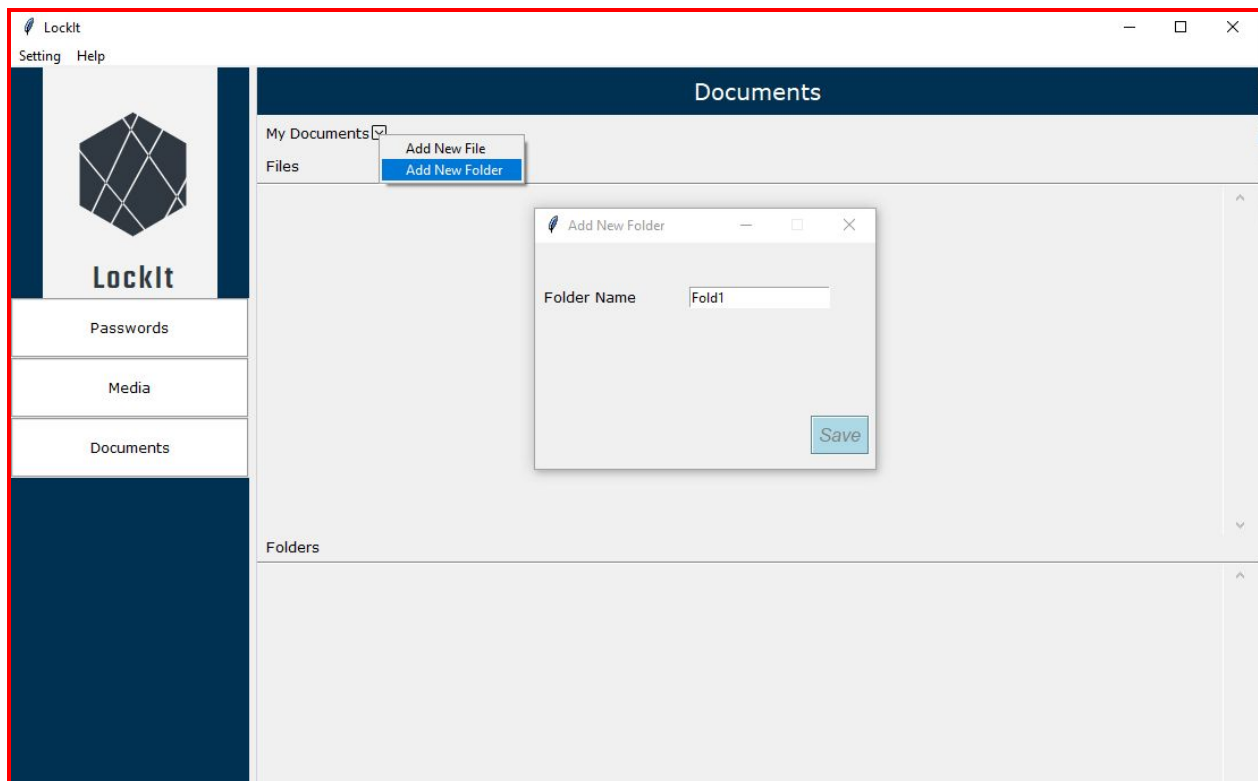 LockIt
Setting Help
Documents
My Documents
Add New File
Files
Add New Folder
Add New Folder
Folder Name Fold1
LockIt
Passwords
Media
Documents
Save
Folders